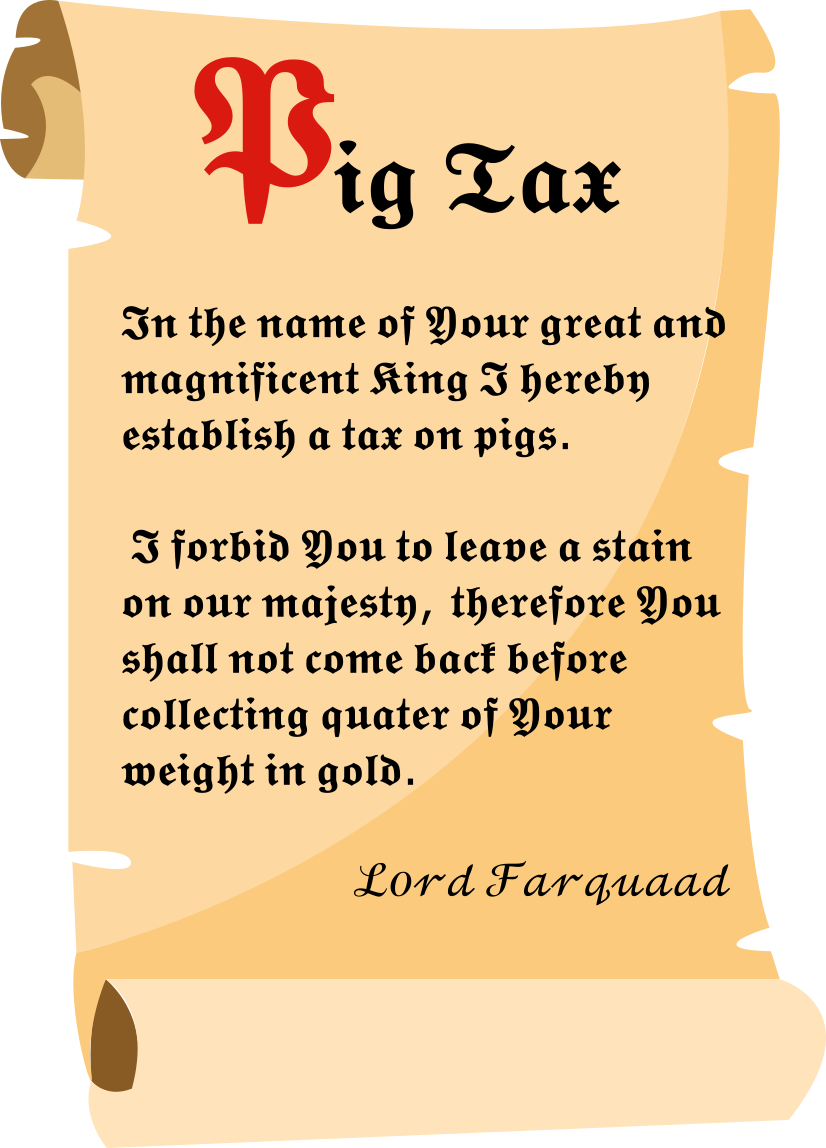 Pig Tax
In the name of Your great and
magnificent King I hereby
establish a tax on pigs.
I forbid You to leave a stain
on our majesty, therefore You
shall not come back before
collecting quater of Your
weight in gold.
Lord Farquaad